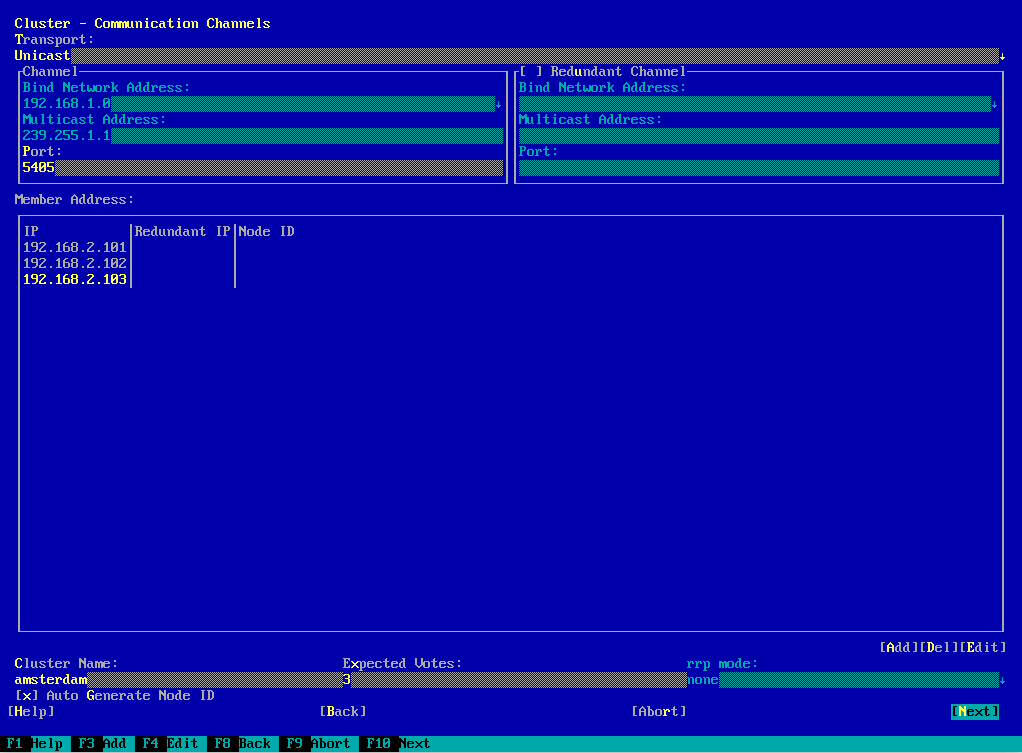 Cluster - Communication Channels
Transport:
Unicast↓
Channel
Bind Network Address:
192.168.1.0↓
Multicast Address:
239.255.1.1
Port:
5405
[ ] Redundant Channel
Bind Network Address:
↓
Multicast Address:
Port:
Member Address:
IP Redundant IP Node ID
192.168.2.101
192.168.2.102
192.168.2.103
[Add][Del][Edit]
Cluster Name: Expected Votes: rrp mode:
amsterdam 3 none↓
[x] Auto Generate Node ID
[Help] [Back] [Abort] [Next]
F1 Help F3 Add F4 Edit F8 Back F9 Abort F10 Next